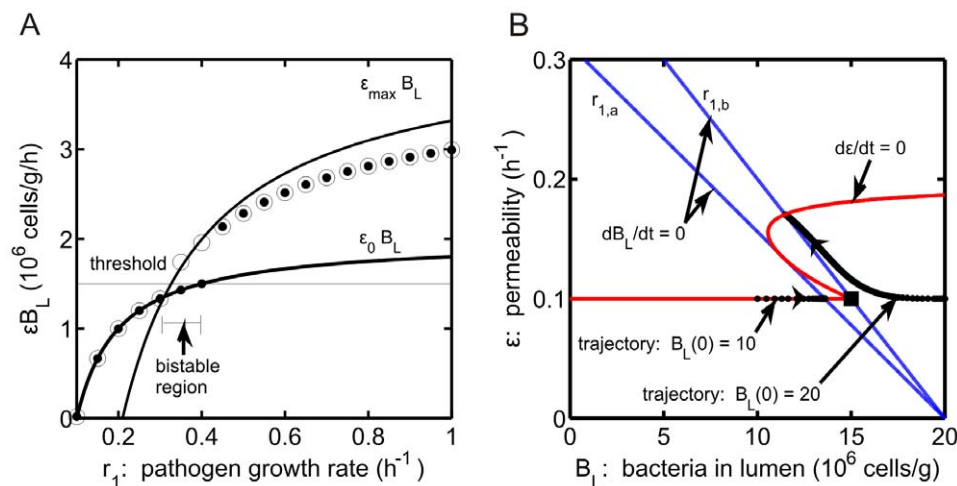 A
4
3
2
1
0
εB_L (10^6 cells/g/h)
ε_max B_L
ε_0 B_L
threshold
bistable
region
0.2 0.4 0.6 0.8 1
r_1: pathogen growth rate (h^-1)
B
0.3
0.2
0.1
0
ε: permeability (h^-1)
r_1,a
r_1,b
dε/dt = 0
dB_L/dt = 0
trajectory: B_L(0) = 10
trajectory: B_L(0) = 20
0 5 10 15 20
B_L: bacteria in lumen (10^6 cells/g)